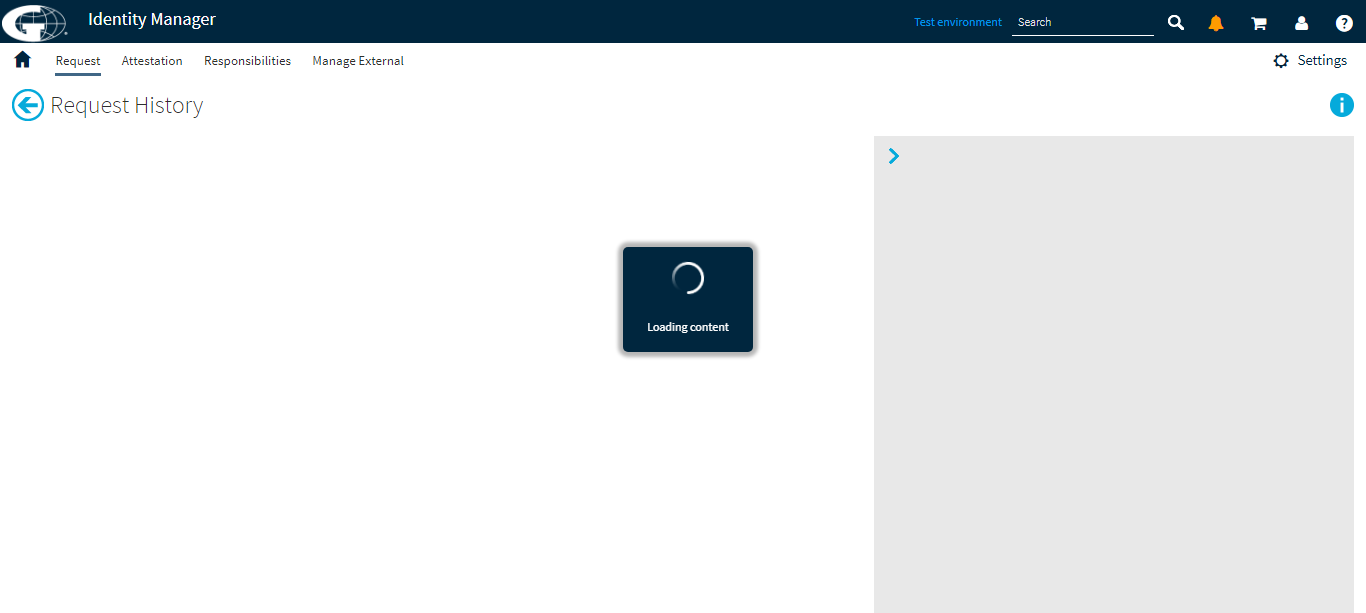 Identity Manager
Test environment
Search
Request
Attestation
Responsibilities
Manage External
Settings
Request History
Loading content